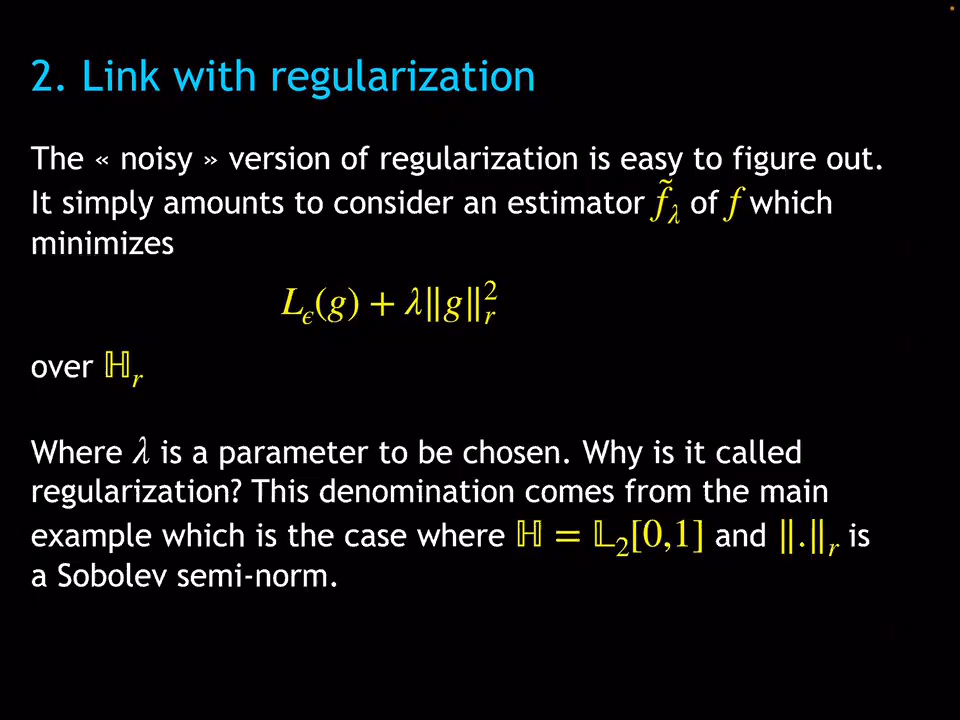 2. Link with regularization
The « noisy » version of regularization is easy to figure out.
It simply amounts to consider an estimator f̃_λ of f which
minimizes
L_ϵ(g) + λ‖g‖_r^2
over ℍ_r
Where λ is a parameter to be chosen. Why is it called
regularization? This denomination comes from the main
example which is the case where ℍ = 𝕃_2[0,1] and ‖.‖_r is
a Sobolev semi-norm.